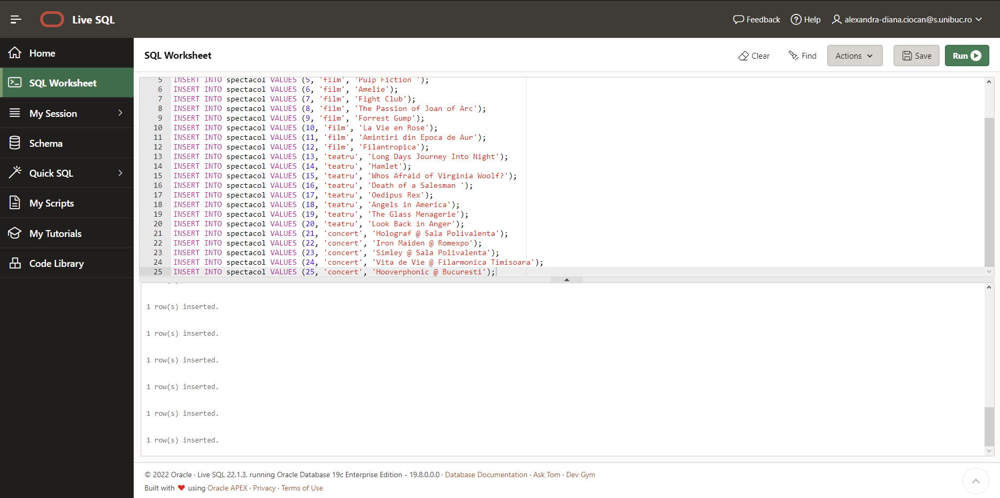 Live SQL
Feedback
Help
alexandra-diana.ciocan@s.unibuc.ro
Home
SQL Worksheet
My Session
Schema
Quick SQL
My Scripts
My Tutorials
Code Library
SQL Worksheet
Clear
Find
Actions
Save
Run
5 INSERT INTO spectacol VALUES (5, 'film', 'Pulp Fiction ');
6 INSERT INTO spectacol VALUES (6, 'film', 'Amelie');
7 INSERT INTO spectacol VALUES (7, 'film', 'Fight Club');
8 INSERT INTO spectacol VALUES (8, 'film', 'The Passion of Joan of Arc');
9 INSERT INTO spectacol VALUES (9, 'film', 'Forrest Gump');
10 INSERT INTO spectacol VALUES (10, 'film', 'La Vie en Rose');
11 INSERT INTO spectacol VALUES (11, 'film', 'Amintiri din Epoca de Aur');
12 INSERT INTO spectacol VALUES (12, 'film', 'Filantropica');
13 INSERT INTO spectacol VALUES (13, 'teatru', 'Long Days Journey Into Night');
14 INSERT INTO spectacol VALUES (14, 'teatru', 'Hamlet');
15 INSERT INTO spectacol VALUES (15, 'teatru', 'Whos Afraid of Virginia Woolf?');
16 INSERT INTO spectacol VALUES (16, 'teatru', 'Death of a Salesman ');
17 INSERT INTO spectacol VALUES (17, 'teatru', 'Oedipus Rex');
18 INSERT INTO spectacol VALUES (18, 'teatru', 'Angels in America');
19 INSERT INTO spectacol VALUES (19, 'teatru', 'The Glass Menagerie');
20 INSERT INTO spectacol VALUES (20, 'teatru', 'Look Back in Anger');
21 INSERT INTO spectacol VALUES (21, 'concert', 'Holograf @ Sala Polivalenta');
22 INSERT INTO spectacol VALUES (22, 'concert', 'Iron Maiden @ Romexpo');
23 INSERT INTO spectacol VALUES (23, 'concert', 'Simley @ Sala Polivalenta');
24 INSERT INTO spectacol VALUES (24, 'concert', 'Vita de Vie @ Filarmonica Timisoara');
25 INSERT INTO spectacol VALUES (25, 'concert', 'Hooverphonic @ Bucuresti');
1 row(s) inserted.
1 row(s) inserted.
1 row(s) inserted.
1 row(s) inserted.
1 row(s) inserted.
1 row(s) inserted.
© 2022 Oracle · Live SQL 22.1.3, running Oracle Database 19c Enterprise Edition - 19.8.0.0.0 · Database Documentation · Ask Tom · Dev Gym
Built with ❤ using Oracle APEX · Privacy · Terms of Use